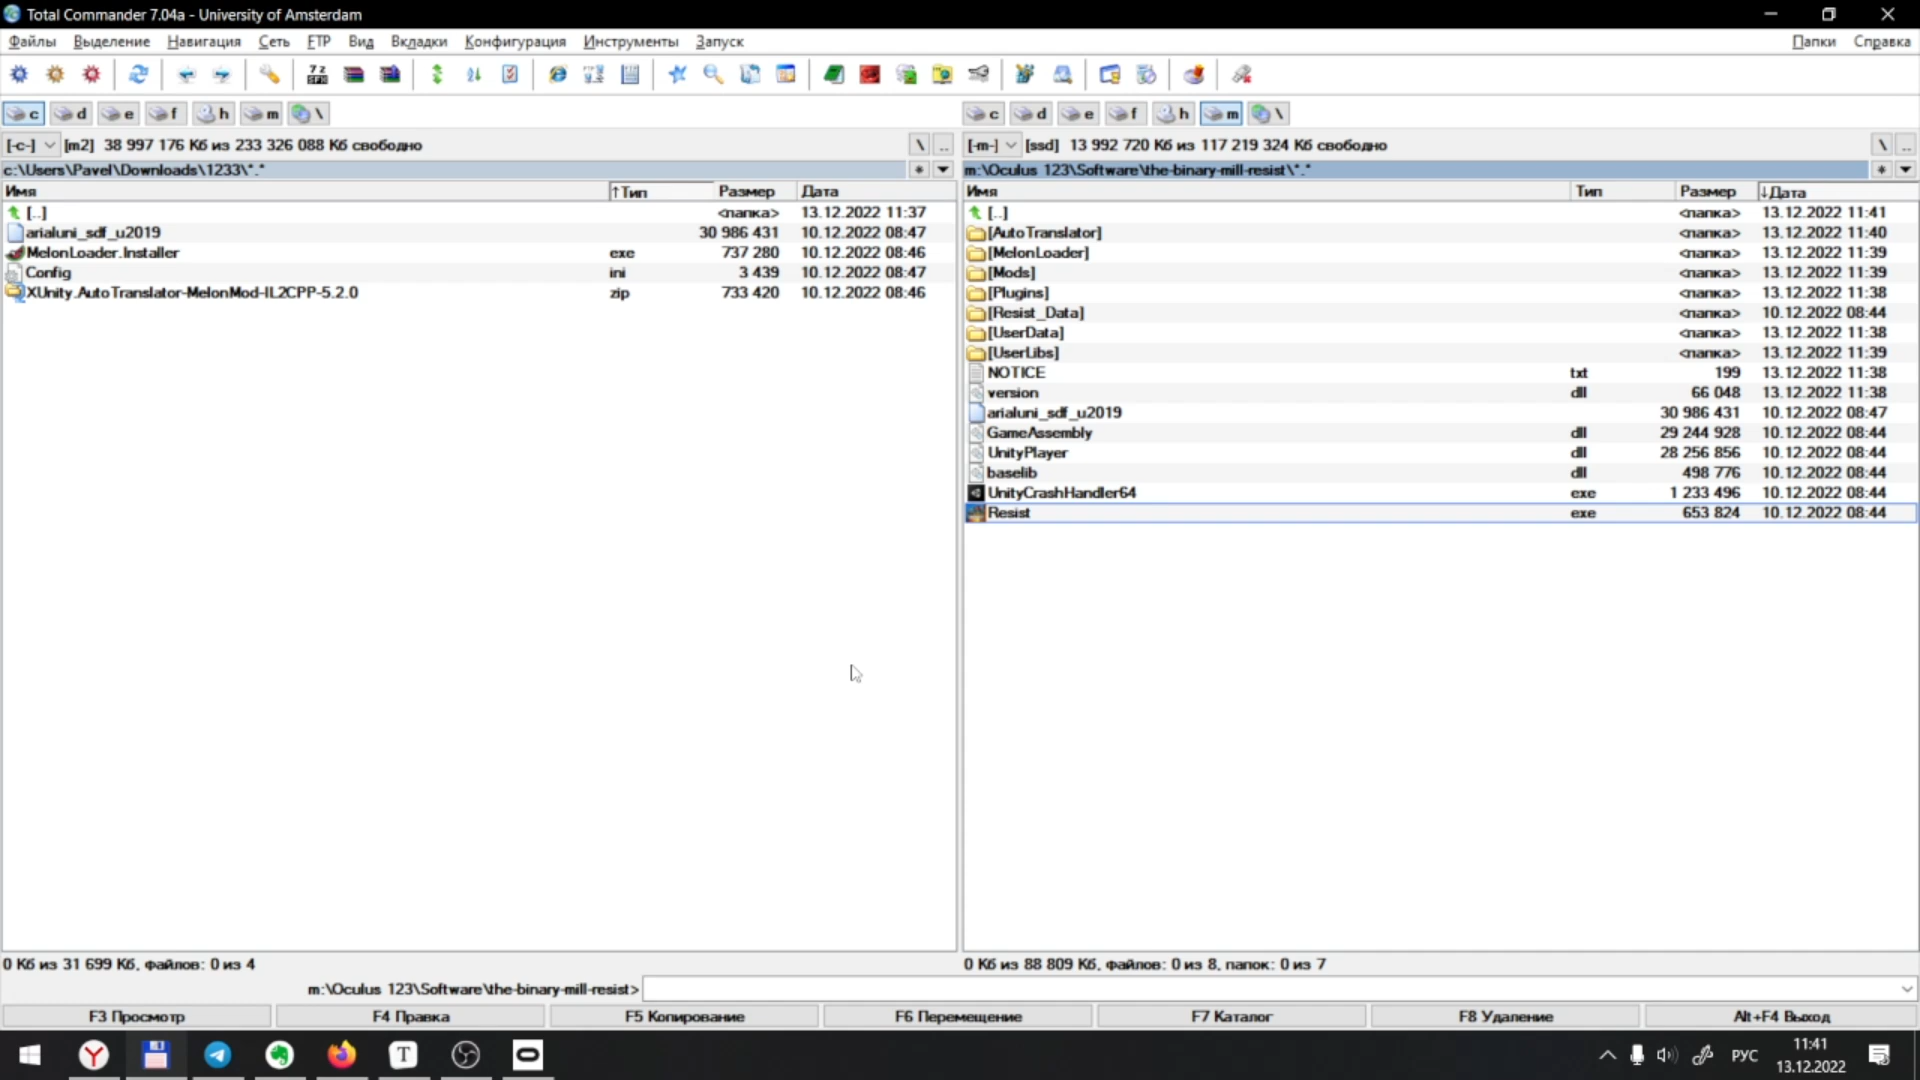 Total Commander 7.04a - University of Amsterdam
Файлы Выделение Навигация Сеть FTP Вид Вкладки Конфигурация Инструменты Запуск Папки Справка
c d e f h m \ c d e f h m \
[-c-] [m2] 38 997 176 Кб из 233 326 088 Кб свободно \ .. [-m-] [ssd] 13 992 720 Кб из 117 219 324 Кб свободно \ ..
c:\Users\Pavel\Downloads\1233\*.* * m:\Oculus 123\Software\the-binary-mill-resist\*.* *
Имя ↑Тип Размер Дата
[..] <папка> 13.12.2022 11:37
arialuni_sdf_u2019 30 986 431 10.12.2022 08:47
MelonLoader.Installer exe 737 280 10.12.2022 08:46
Config ini 3 439 10.12.2022 08:47
XUnity.AutoTranslator-MelonMod-IL2CPP-5.2.0 zip 733 420 10.12.2022 08:46
Имя Тип Размер ↓Дата
[..] <папка> 13.12.2022 11:41
[AutoTranslator] <папка> 13.12.2022 11:40
[MelonLoader] <папка> 13.12.2022 11:39
[Mods] <папка> 13.12.2022 11:39
[Plugins] <папка> 13.12.2022 11:38
[Resist_Data] <папка> 10.12.2022 08:44
[UserData] <папка> 13.12.2022 11:38
[UserLibs] <папка> 13.12.2022 11:39
NOTICE txt 199 13.12.2022 11:38
version dll 66 048 13.12.2022 11:38
arialuni_sdf_u2019 30 986 431 10.12.2022 08:47
GameAssembly dll 29 244 928 10.12.2022 08:44
UnityPlayer dll 28 256 856 10.12.2022 08:44
baselib dll 498 776 10.12.2022 08:44
UnityCrashHandler64 exe 1 233 496 10.12.2022 08:44
Resist exe 653 824 10.12.2022 08:44
0 Кб из 31 699 Кб, файлов: 0 из 4
0 Кб из 88 809 Кб, файлов: 0 из 8, папок: 0 из 7
m:\Oculus 123\Software\the-binary-mill-resist>
F3 Просмотр F4 Правка F5 Копирование F6 Перемещение F7 Каталог F8 Удаление Alt+F4 Выход
РУС 11:41
13.12.2022